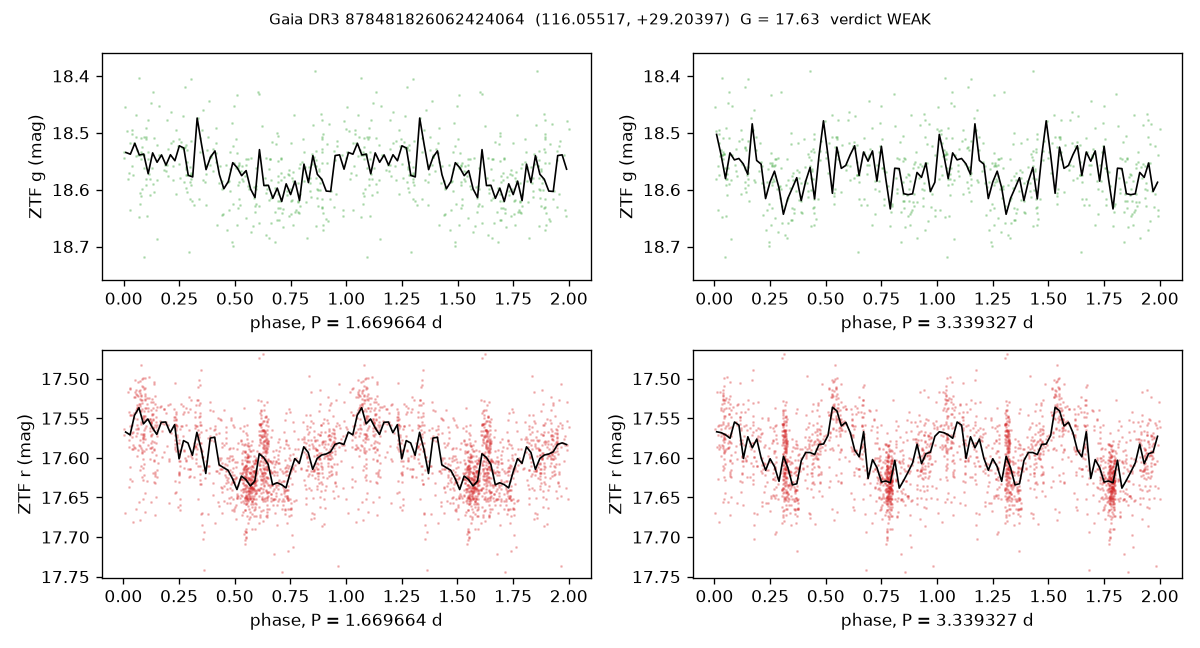 Gaia DR3 878481826062424064 (116.05517, +29.20397) G = 17.63 verdict WEAK
ZTF g (mag)
18.4
18.5
18.6
18.7
0.00 0.25 0.50 0.75 1.00 1.25 1.50 1.75 2.00
phase, P = 1.669664 d
ZTF g (mag)
18.4
18.5
18.6
18.7
0.00 0.25 0.50 0.75 1.00 1.25 1.50 1.75 2.00
phase, P = 3.339327 d
ZTF r (mag)
17.50
17.55
17.60
17.65
17.70
17.75
0.00 0.25 0.50 0.75 1.00 1.25 1.50 1.75 2.00
phase, P = 1.669664 d
ZTF r (mag)
17.50
17.55
17.60
17.65
17.70
17.75
0.00 0.25 0.50 0.75 1.00 1.25 1.50 1.75 2.00
phase, P = 3.339327 d